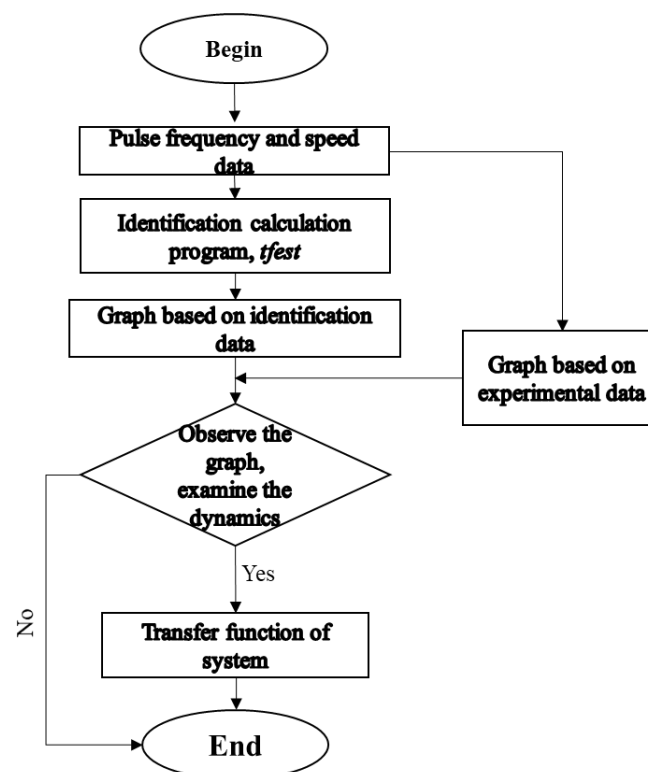 Begin
Pulse frequency and speed
data
Identification calculation
program, tfest
Graph based on identification
data
Graph based on
experimental data
Observe the
graph,
examine the
dynamics
Yes
No
Transfer function of
system
End